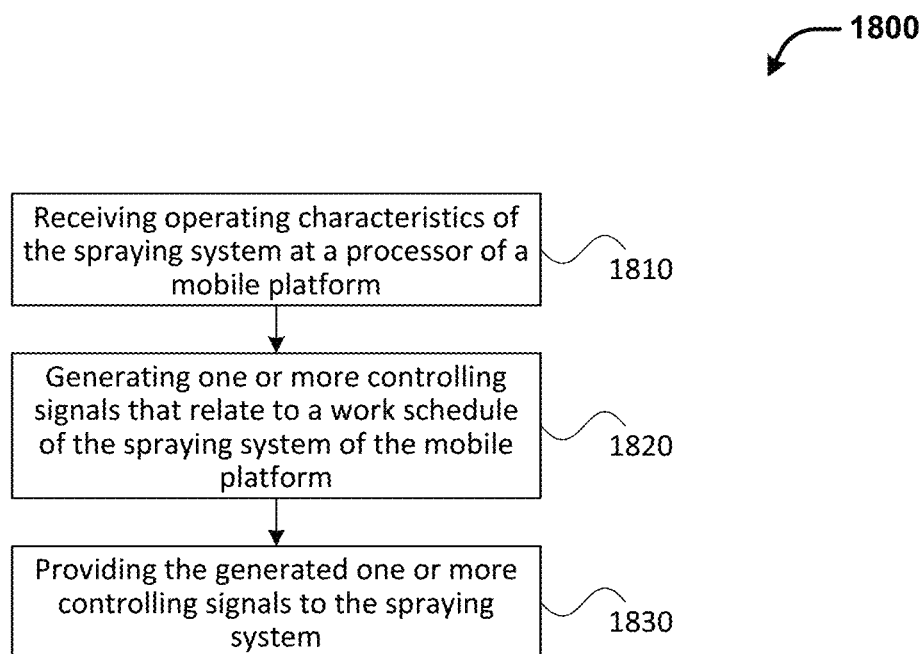 1800
Receiving operating characteristics of
the spraying system at a processor of a
mobile platform
1810
Generating one or more controlling
signals that relate to a work schedule
of the spraying system of the mobile
platform
1820
Providing the generated one or more
controlling signals to the spraying
system
1830